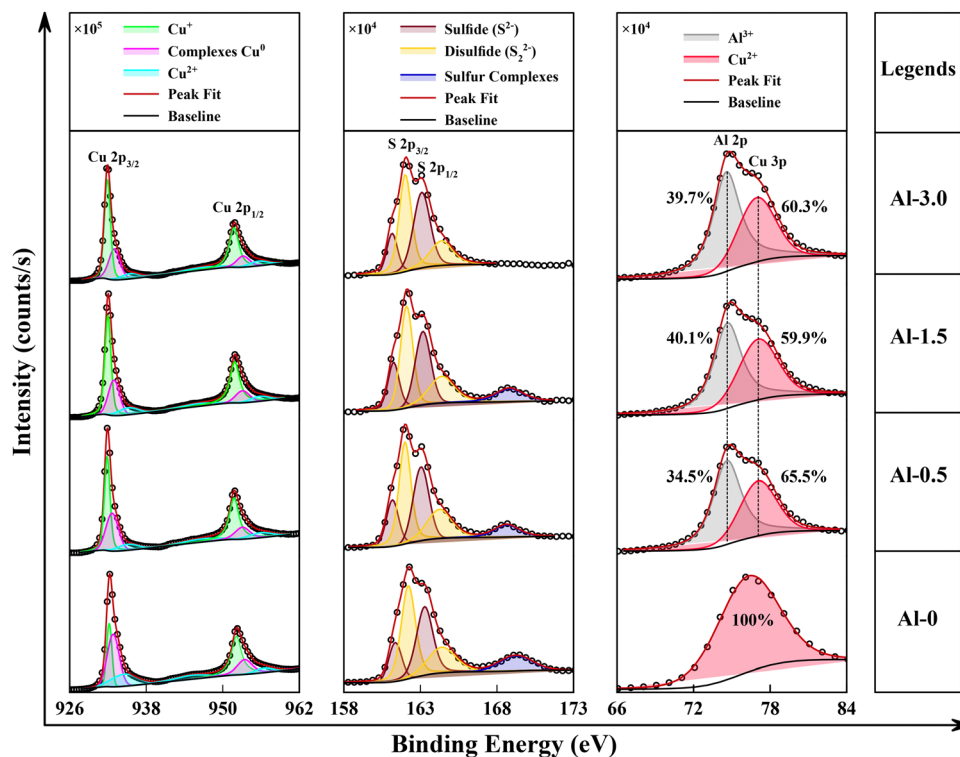 ×10⁵
Cu⁺
Complexes Cu⁰
Cu²⁺
Peak Fit
Baseline
×10⁴
Sulfide (S²⁻)
Disulfide (S₂²⁻)
Sulfur Complexes
Peak Fit
Baseline
×10⁴
Al³⁺
Cu²⁺
Peak Fit
Baseline
Legends
Cu 2p₃/₂
Cu 2p₁/₂
S 2p₃/₂
S 2p₁/₂
Al 2p
Cu 3p
39.7%
60.3%
Al-3.0
40.1%
59.9%
Al-1.5
34.5%
65.5%
Al-0.5
100%
Al-0
926 938 950 962
158 163 168 173
66 72 78 84
Intensity (counts/s)
Binding Energy (eV)